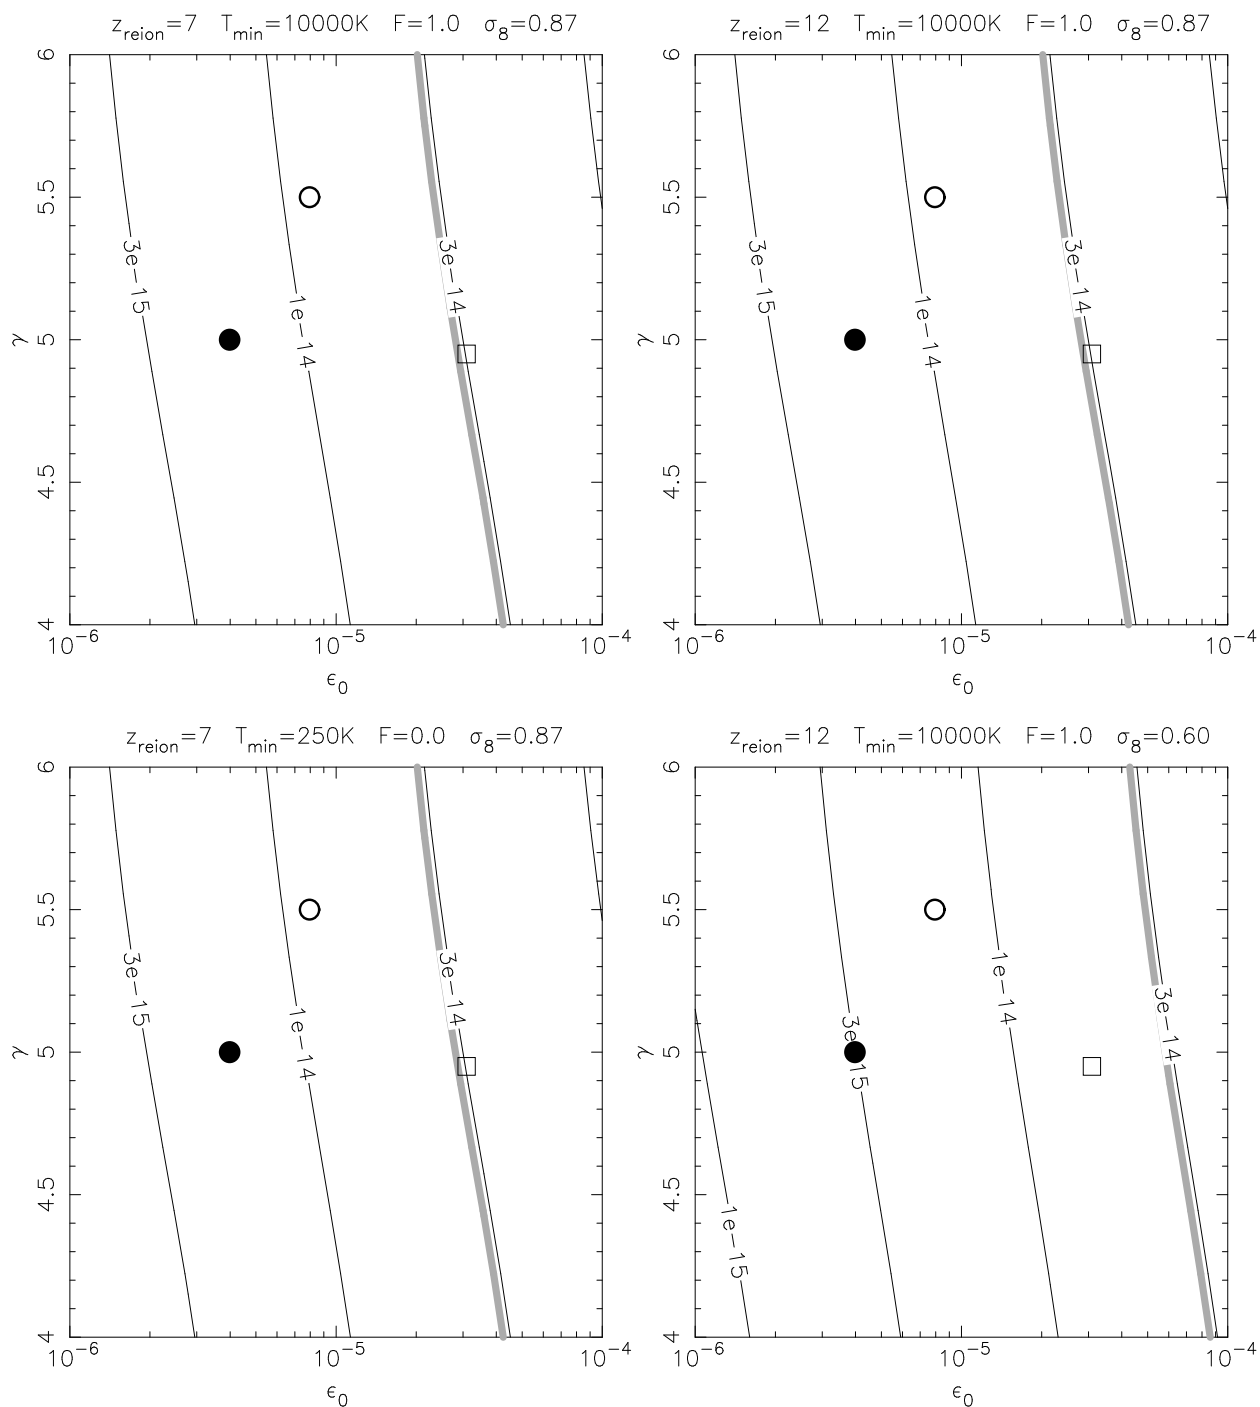 z_reion=7 T_min=10000K F=1.0 σ_8=0.87
6
5.5
5
4.5
4
γ
3e−15
1e−14
3e−14
10^−6
10^−5
10^−4
ϵ_0
z_reion=12 T_min=10000K F=1.0 σ_8=0.87
6
5.5
5
4.5
4
γ
3e−15
1e−14
3e−14
10^−6
10^−5
10^−4
ϵ_0
z_reion=7 T_min=250K F=0.0 σ_8=0.87
6
5.5
5
4.5
4
γ
3e−15
1e−14
3e−14
10^−6
10^−5
10^−4
ϵ_0
z_reion=12 T_min=10000K F=1.0 σ_8=0.60
6
5.5
5
4.5
4
γ
1e−15
3e−15
1e−14
3e−14
10^−6
10^−5
10^−4
ϵ_0